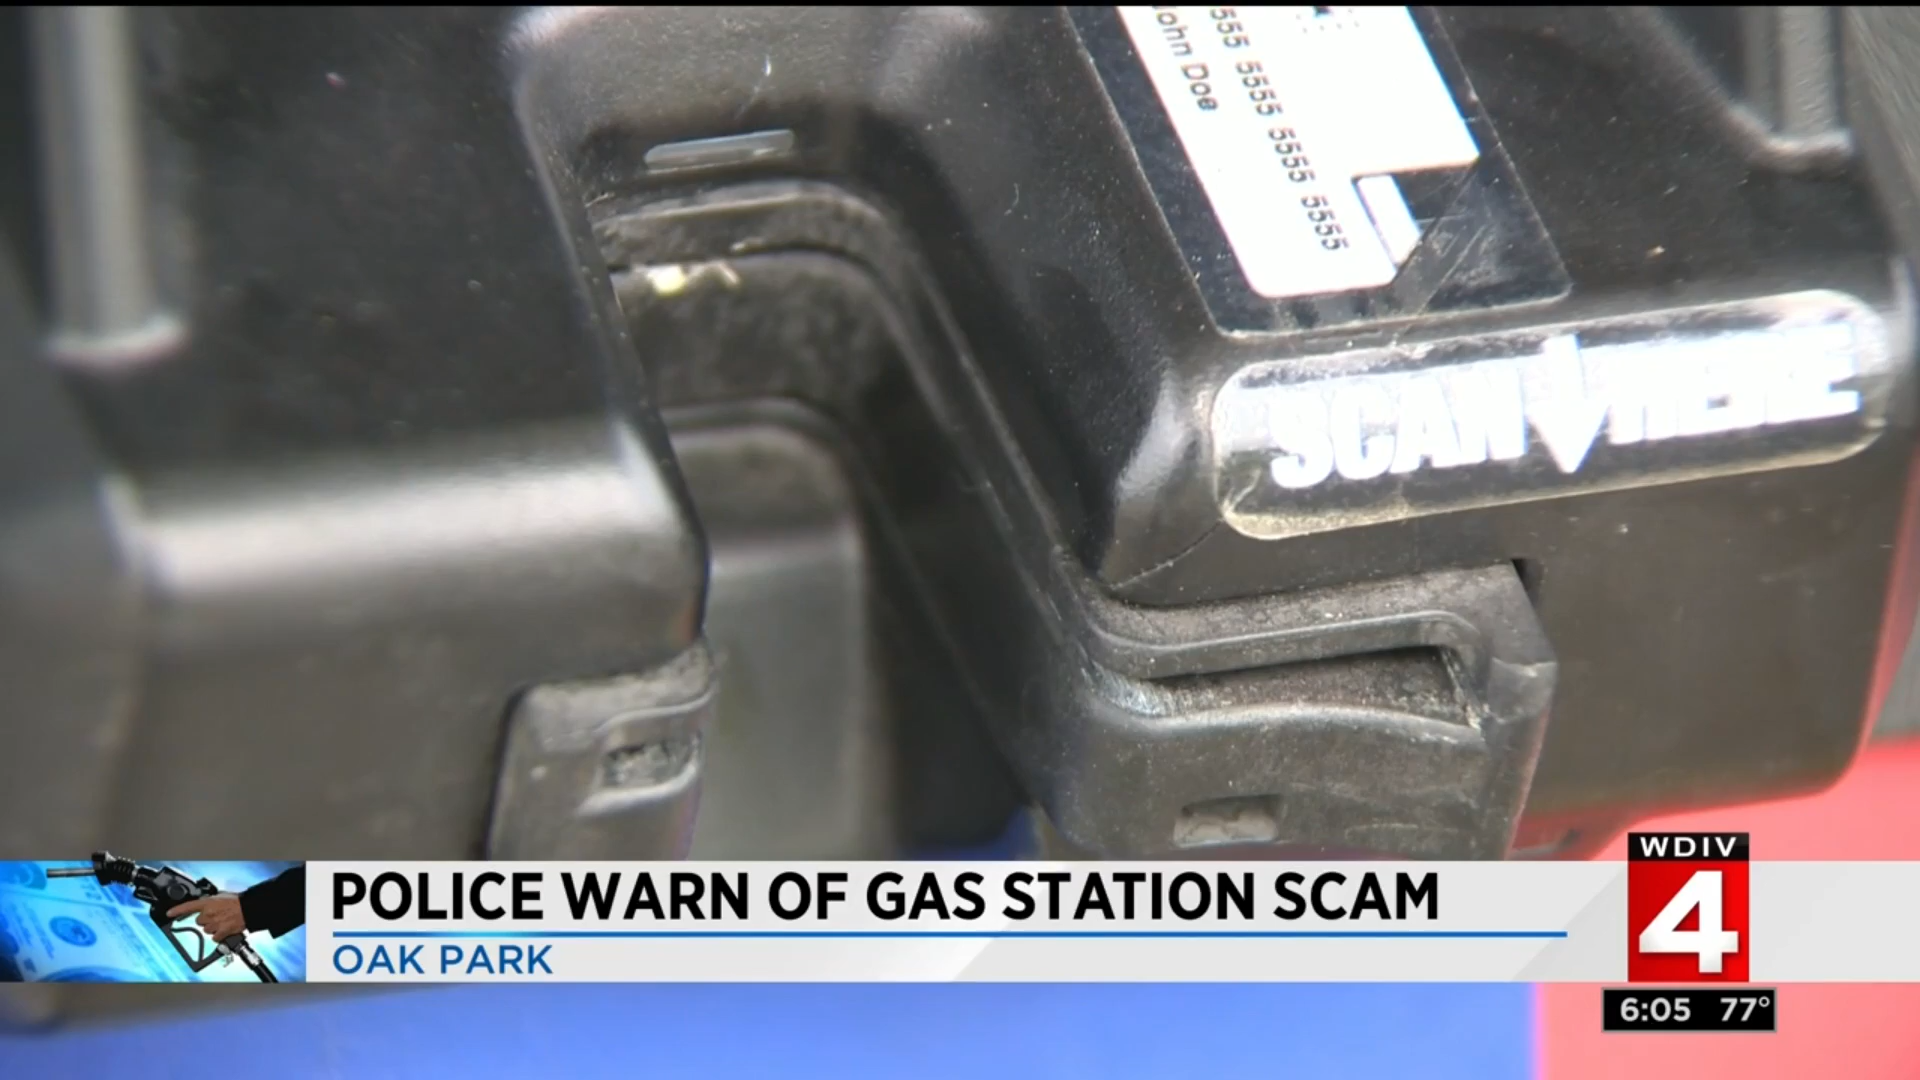 John Doe
555 5555 5555 5555
SCAN HERE
POLICE WARN OF GAS STATION SCAM
OAK PARK
WDIV
4
6:05 77°